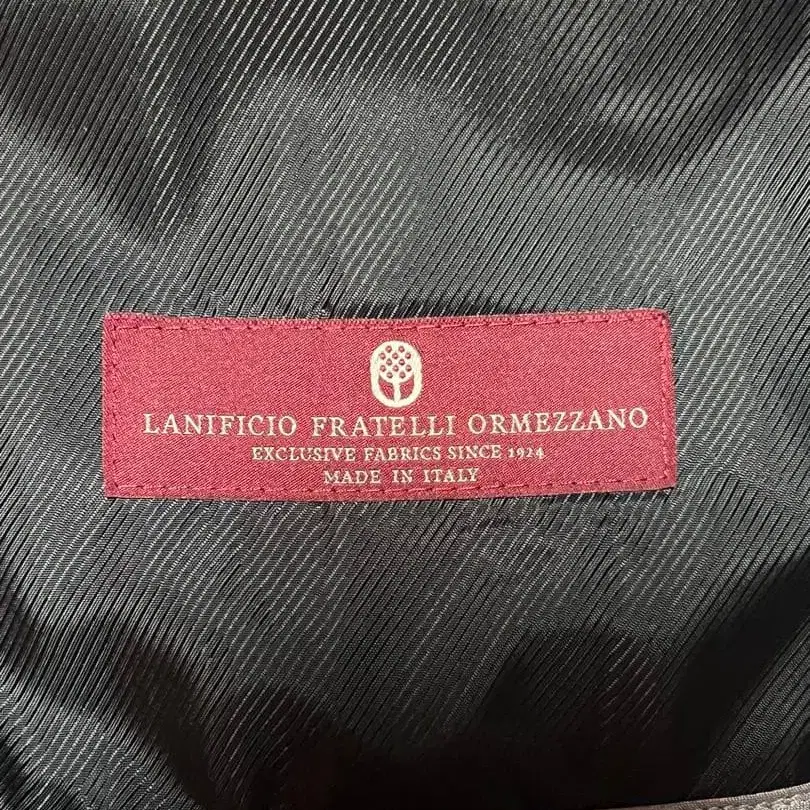 LANIFICIO FRATELLI ORMEZZANO
EXCLUSIVE FABRICS SINCE 1924
MADE IN ITALY